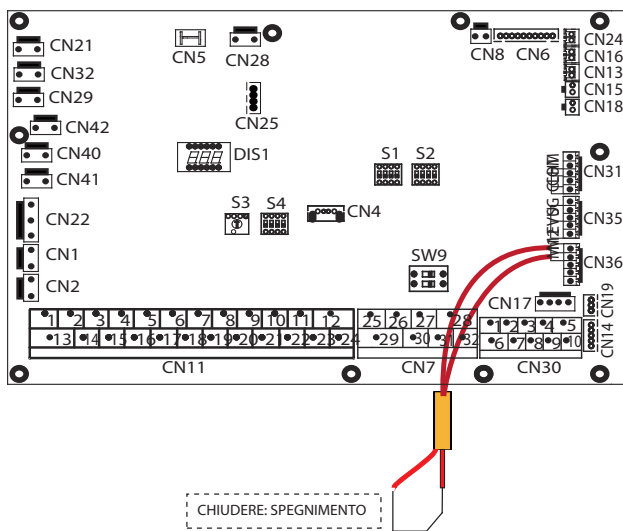 CN21
CN5
CN28
CN8
CN6
CN24
CN16
CN13
CN15
CN18
CN32
CN29
CN25
CN42
CN40
DIS1
S1
S2
CN41
CN31
CN22
S3
S4
CN4
CN35
CN1
SW9
CN36
CN2
CN17
CN19
1 2 3 4 5 6 7 8 9 10 11 12
25 26 27 28
1 2 3 4 5
13 14 15 16 17 18 19 20 21 22 23 24
29 30 31 32
6 7 8 9 10
CN14
CN11
CN7
CN30
CHIUDERE: SPEGNIMENTO